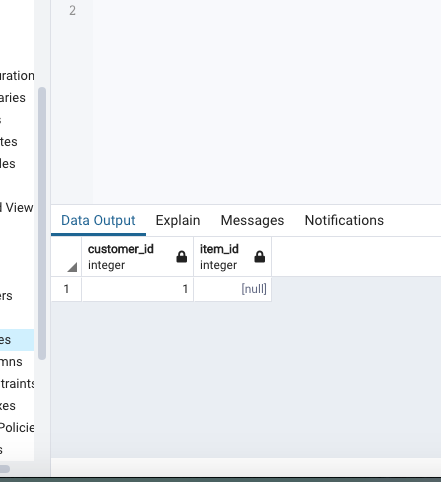 2
uration
aries
s
tes
les
d View
ers
es
mns
traints
xes
Policie
s
Data Output Explain Messages Notifications
customer_id item_id
integer integer
1 1 [null]